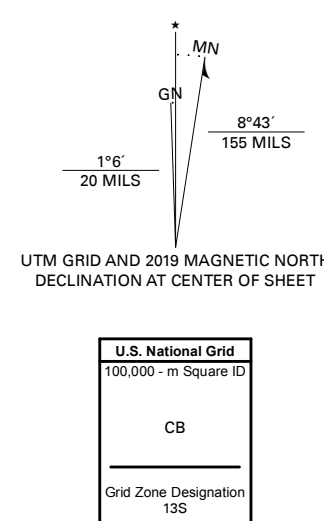 ★
MN
GN
8°43´
155 MILS
1°6´
20 MILS
UTM GRID AND 2019 MAGNETIC NORTH
DECLINATION AT CENTER OF SHEET
U.S. National Grid
100,000 - m Square ID
CB
Grid Zone Designation
13S